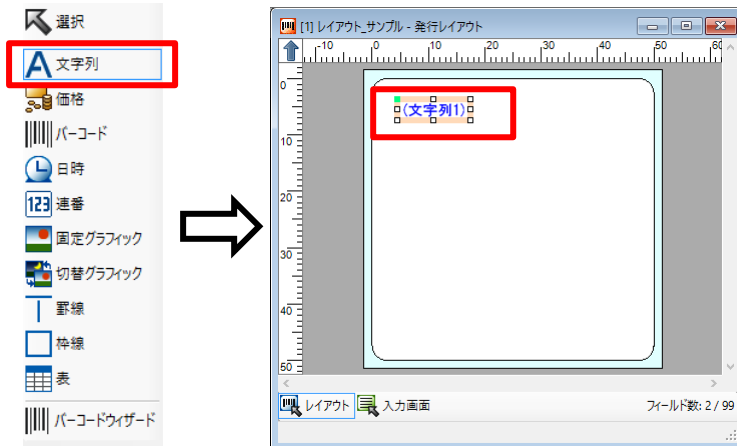 選択
文字列
価格
バーコード
日時
123 連番
固定グラフィック
切替グラフィック
罫線
枠線
表
バーコードウィザード
[1] レイアウト_サンプル - 発行レイアウト
-10 0 10 20 30 40 50 60
0
10
20
30
40
50
(文字列1)
レイアウト 入力画面 フィールド数: 2 / 99